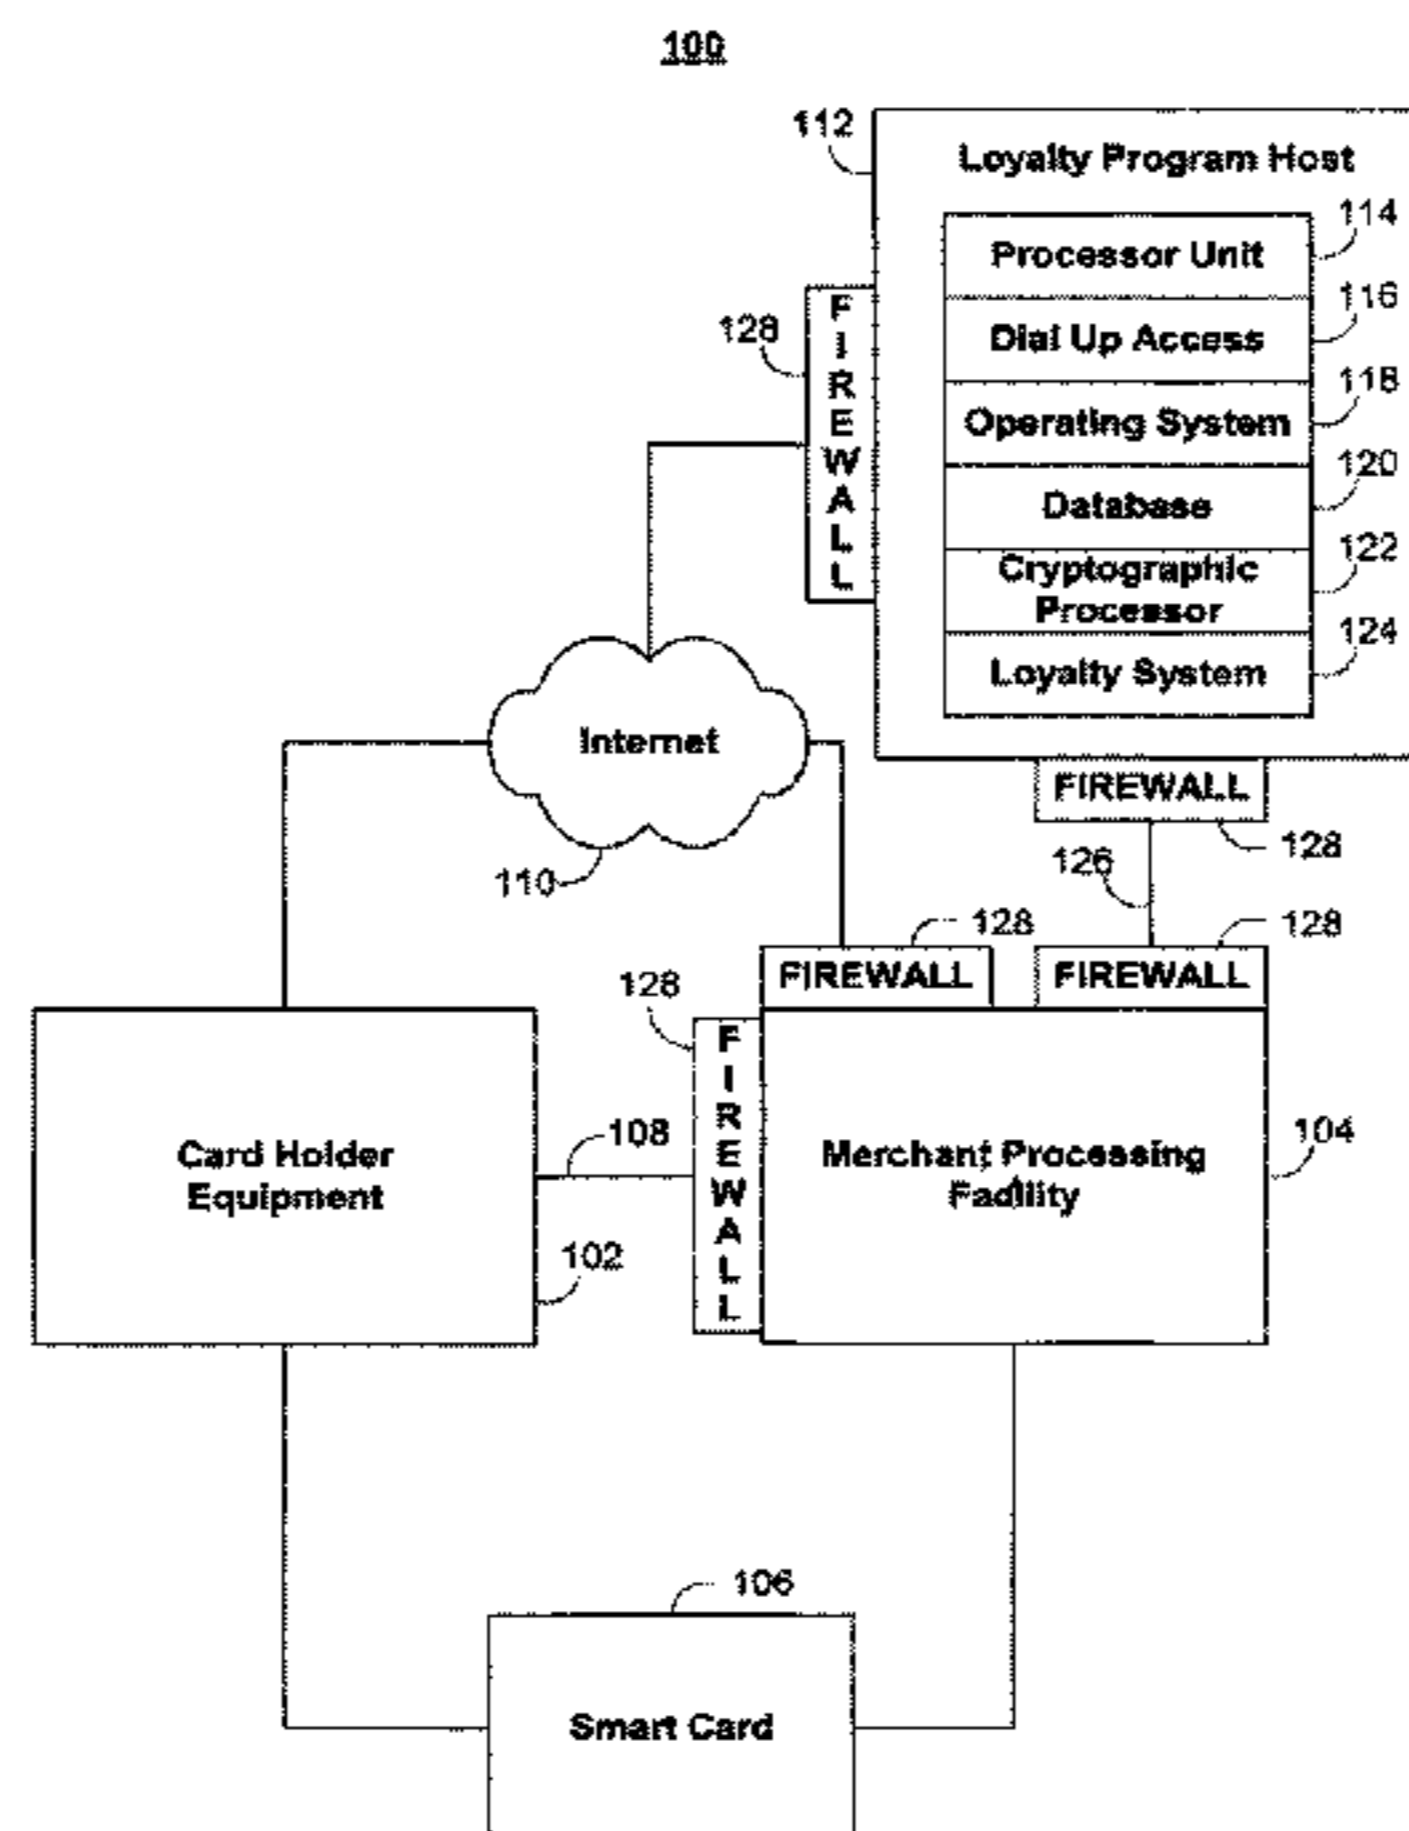 100
112
Loyalty Program Host
114
Processor Unit
116
Dial Up Access
118
Operating System
120
Database
122
Cryptographic
Processor
124
Loyalty System
128
FIREWALL
Internet
110
FIREWALL
128
126
128
FIREWALL
128
FIREWALL
128
FIREWALL
Card Holder
Equipment
102
108
Merchant Processing
Facility
104
106
Smart Card